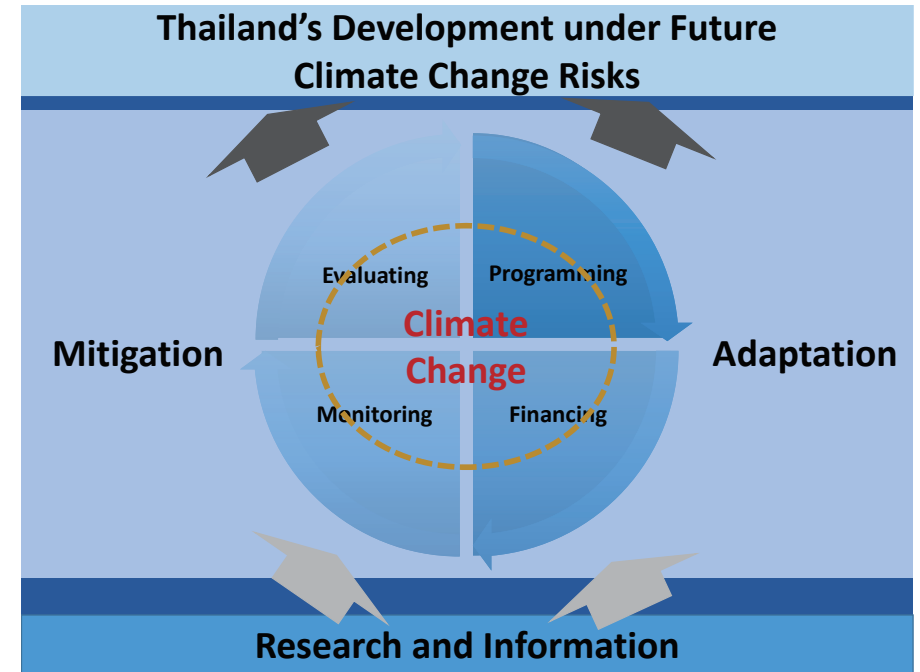 Thailand’s Development under Future
Climate Change Risks
Evaluating
Programming
Climate
Change
Mitigation
Adaptation
Monitoring
Financing
Research and Information